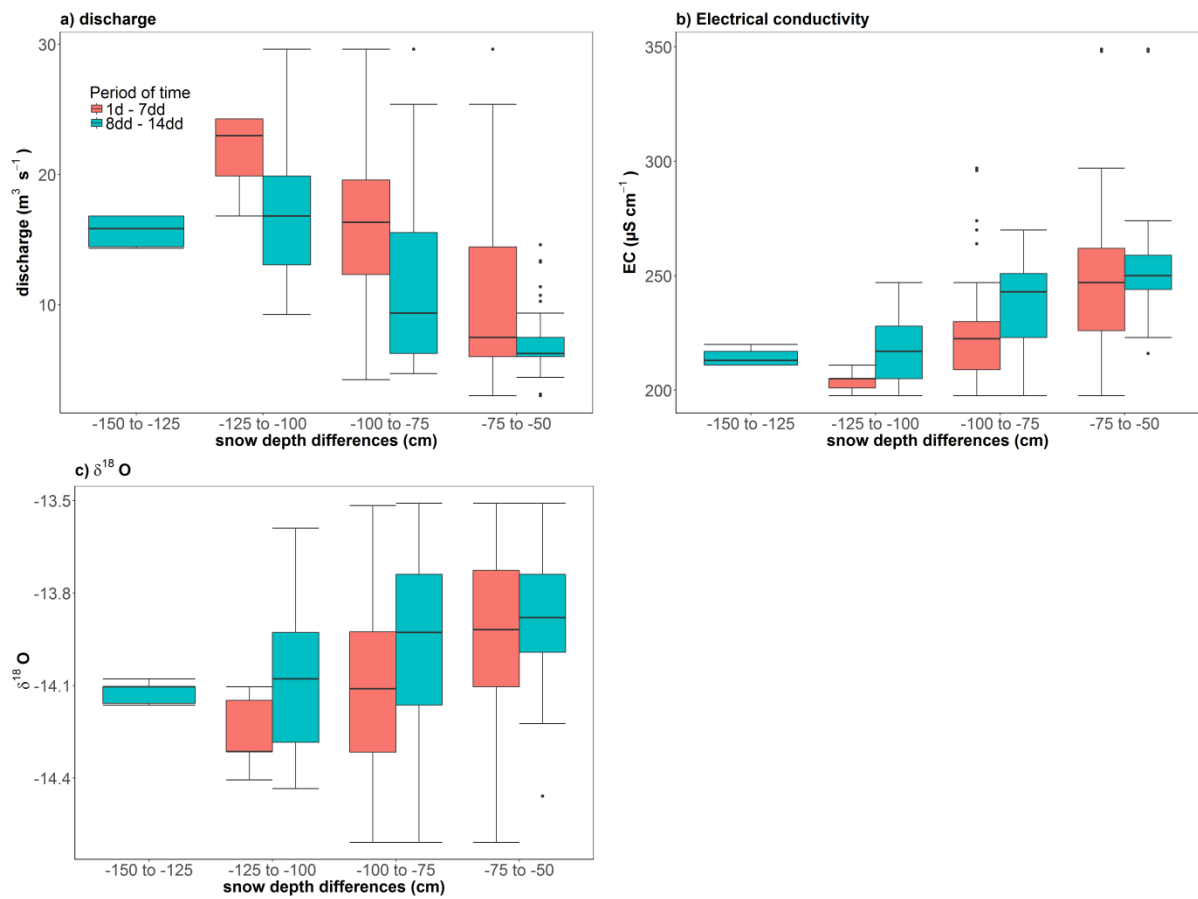 a) discharge
30
20
10
discharge (m³ s⁻¹)
Period of time
1d - 7dd
8dd - 14dd
-150 to -125
-125 to -100
-100 to -75
-75 to -50
snow depth differences (cm)
b) Electrical conductivity
350
300
250
200
EC (µS cm⁻¹)
-150 to -125
-125 to -100
-100 to -75
-75 to -50
snow depth differences (cm)
c) δ¹⁸ O
-13.5
-13.8
-14.1
-14.4
δ¹⁸ O
-150 to -125
-125 to -100
-100 to -75
-75 to -50
snow depth differences (cm)